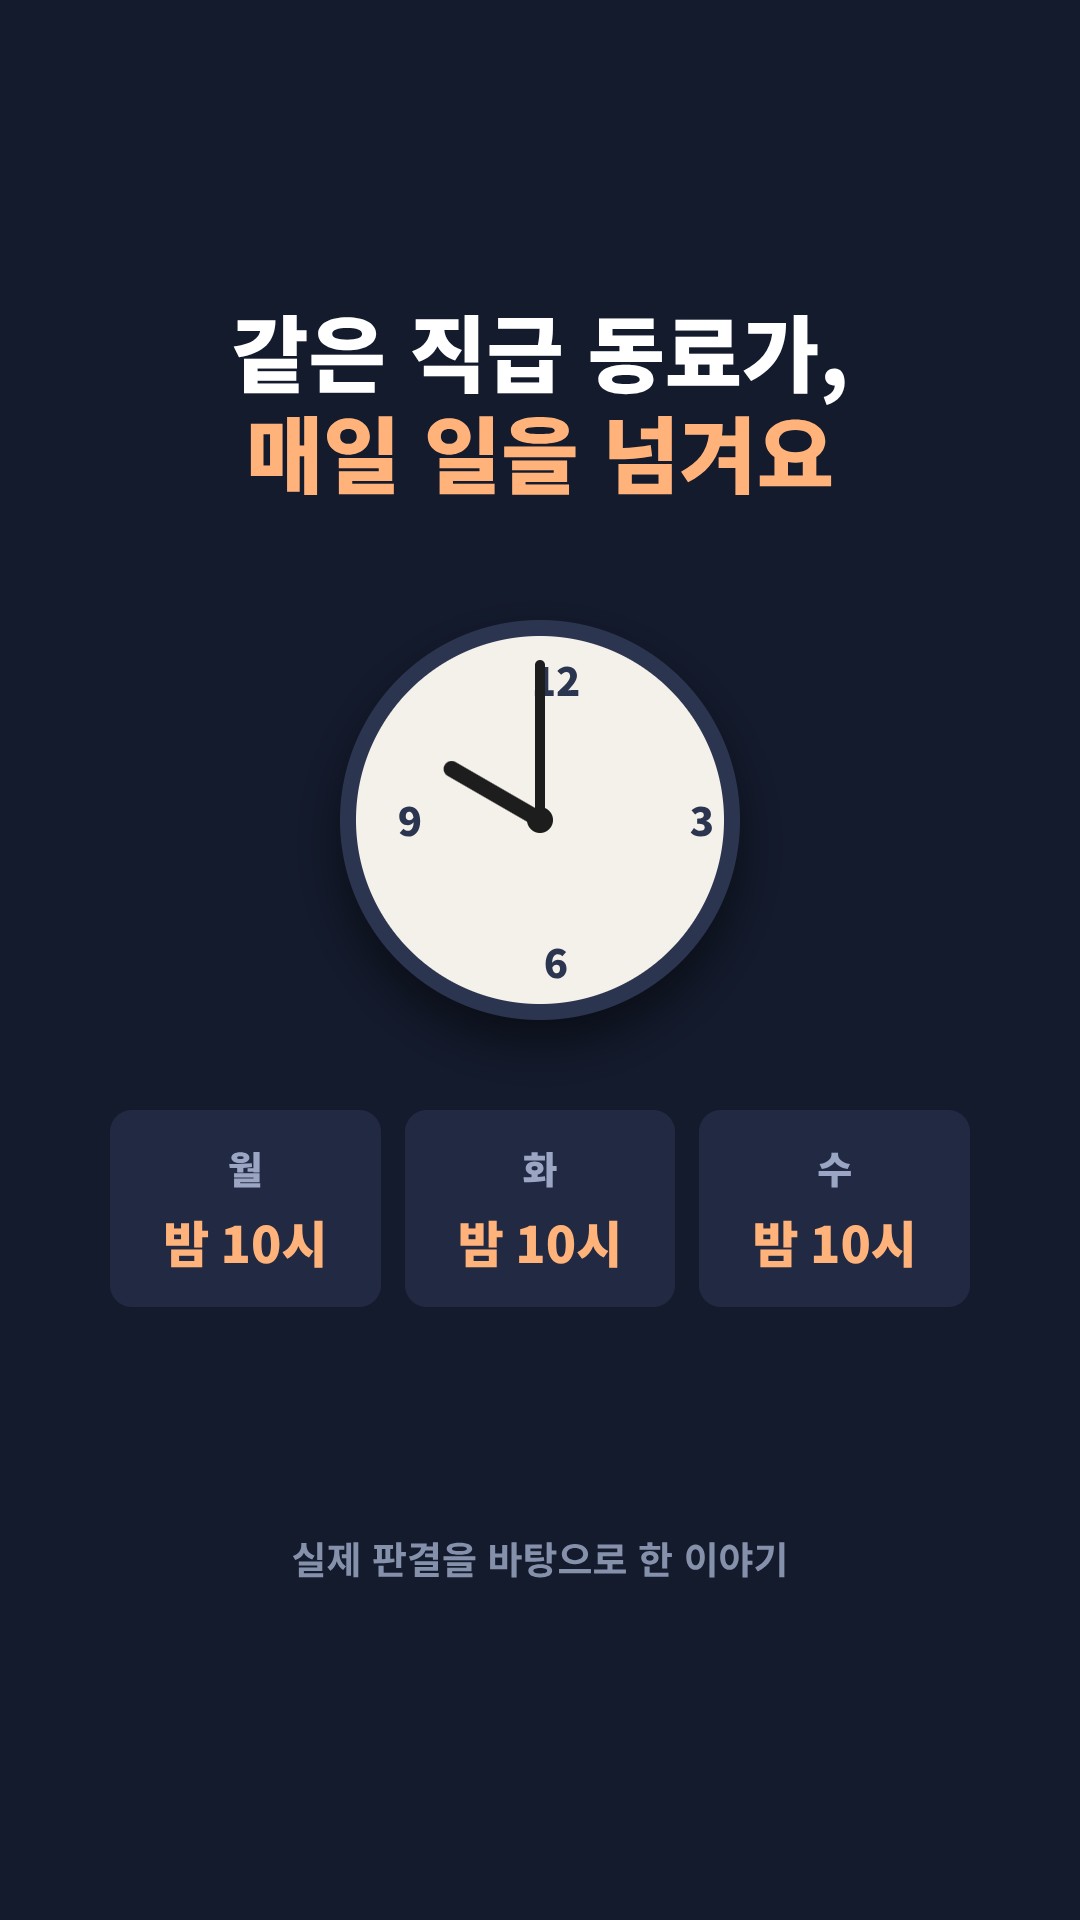 같은 직급 동료가,
매일 일을 넘겨요
12
9
3
6
월
화
수
밤 10시
밤 10시
밤 10시
실제 판결을 바탕으로 한 이야기